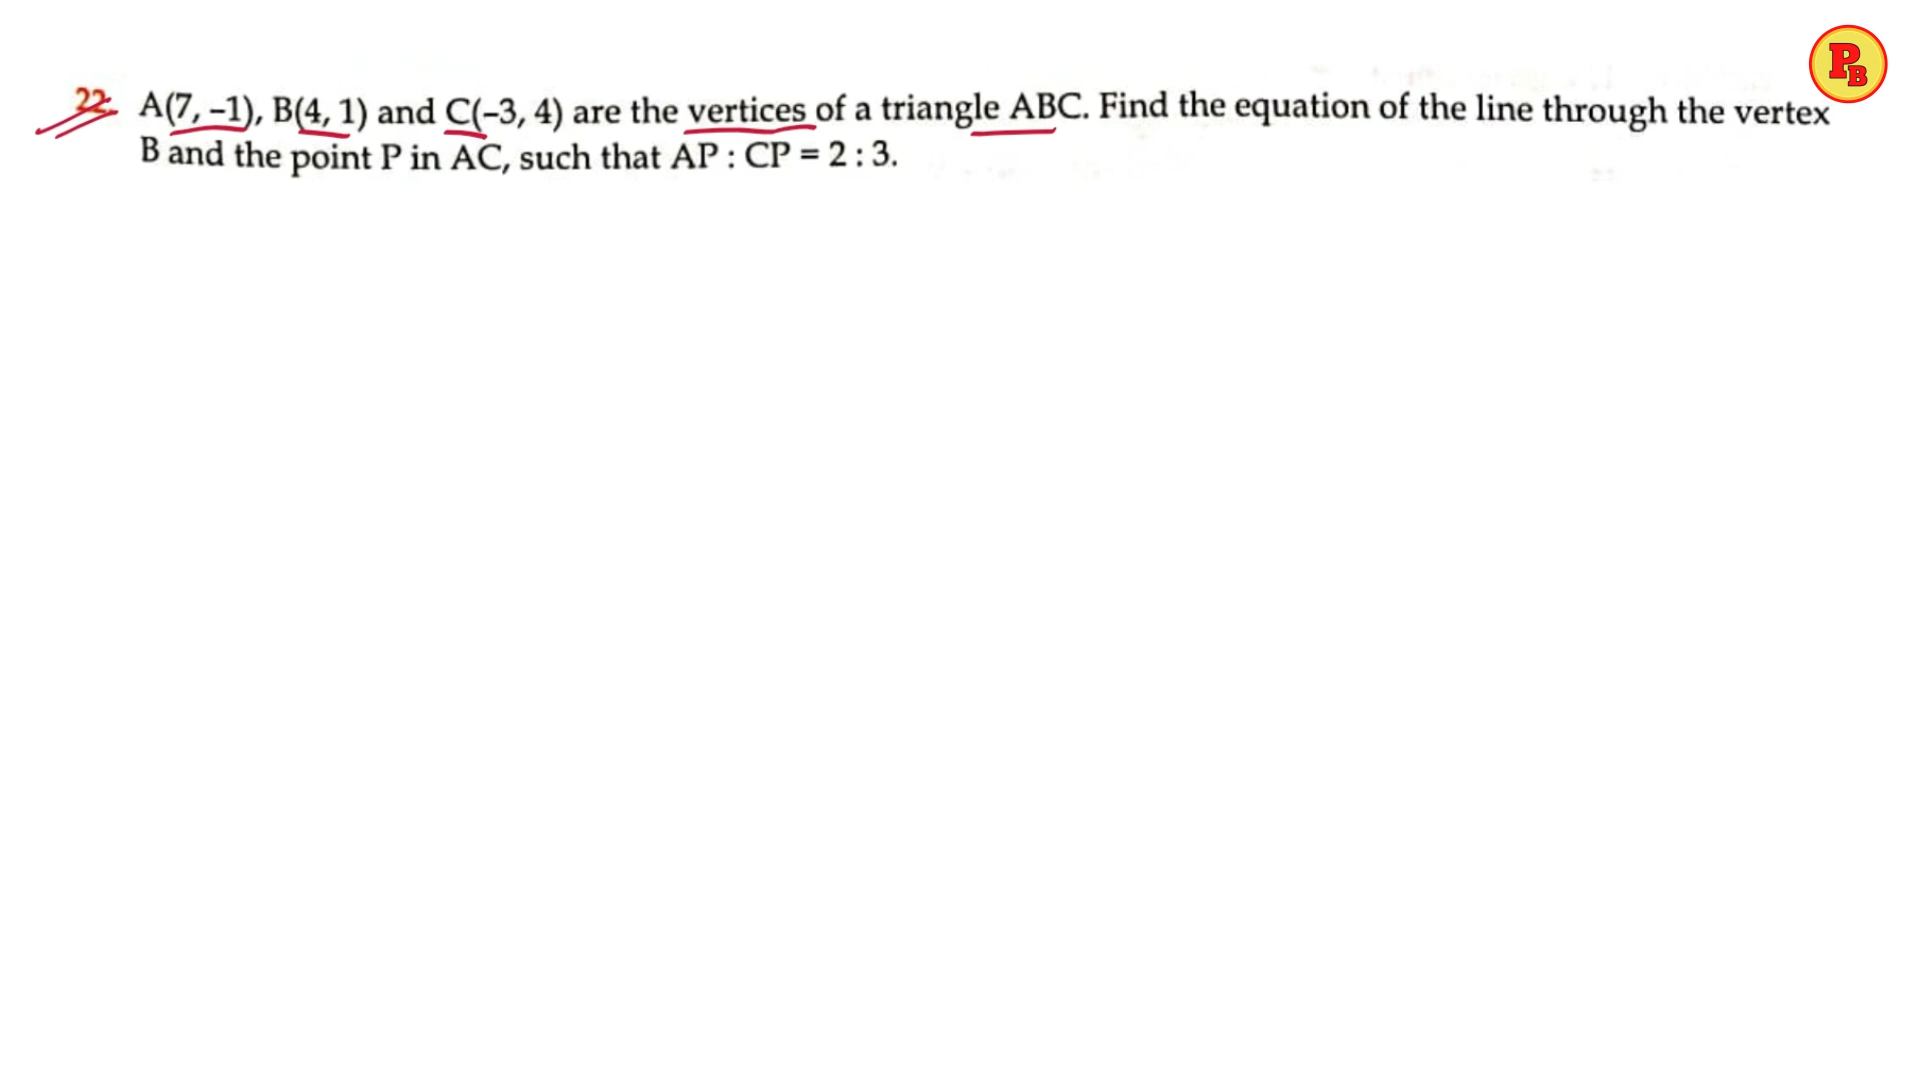 PB
22. A(7, –1), B(4, 1) and C(–3, 4) are the vertices of a triangle ABC. Find the equation of the line through the vertex
B and the point P in AC, such that AP : CP = 2 : 3.